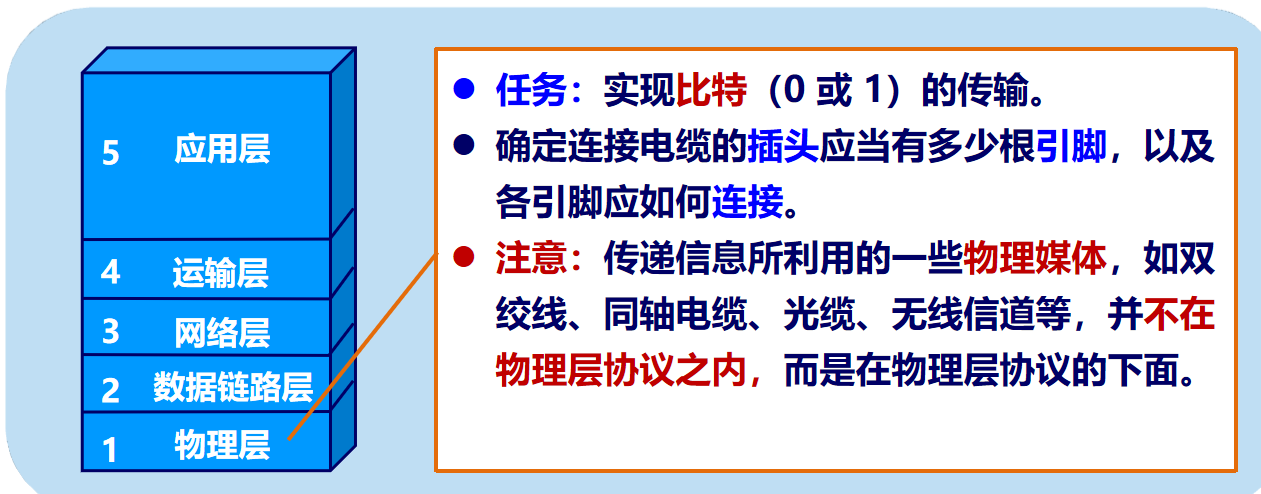 5 应用层
4 运输层
3 网络层
2 数据链路层
1 物理层
任务：实现比特（0 或 1）的传输。
确定连接电缆的插头应当有多少根引脚，以及
各引脚应如何连接。
注意：传递信息所利用的一些物理媒体，如双
绞线、同轴电缆、光缆、无线信道等，并不在
物理层协议之内，而是在物理层协议的下面。